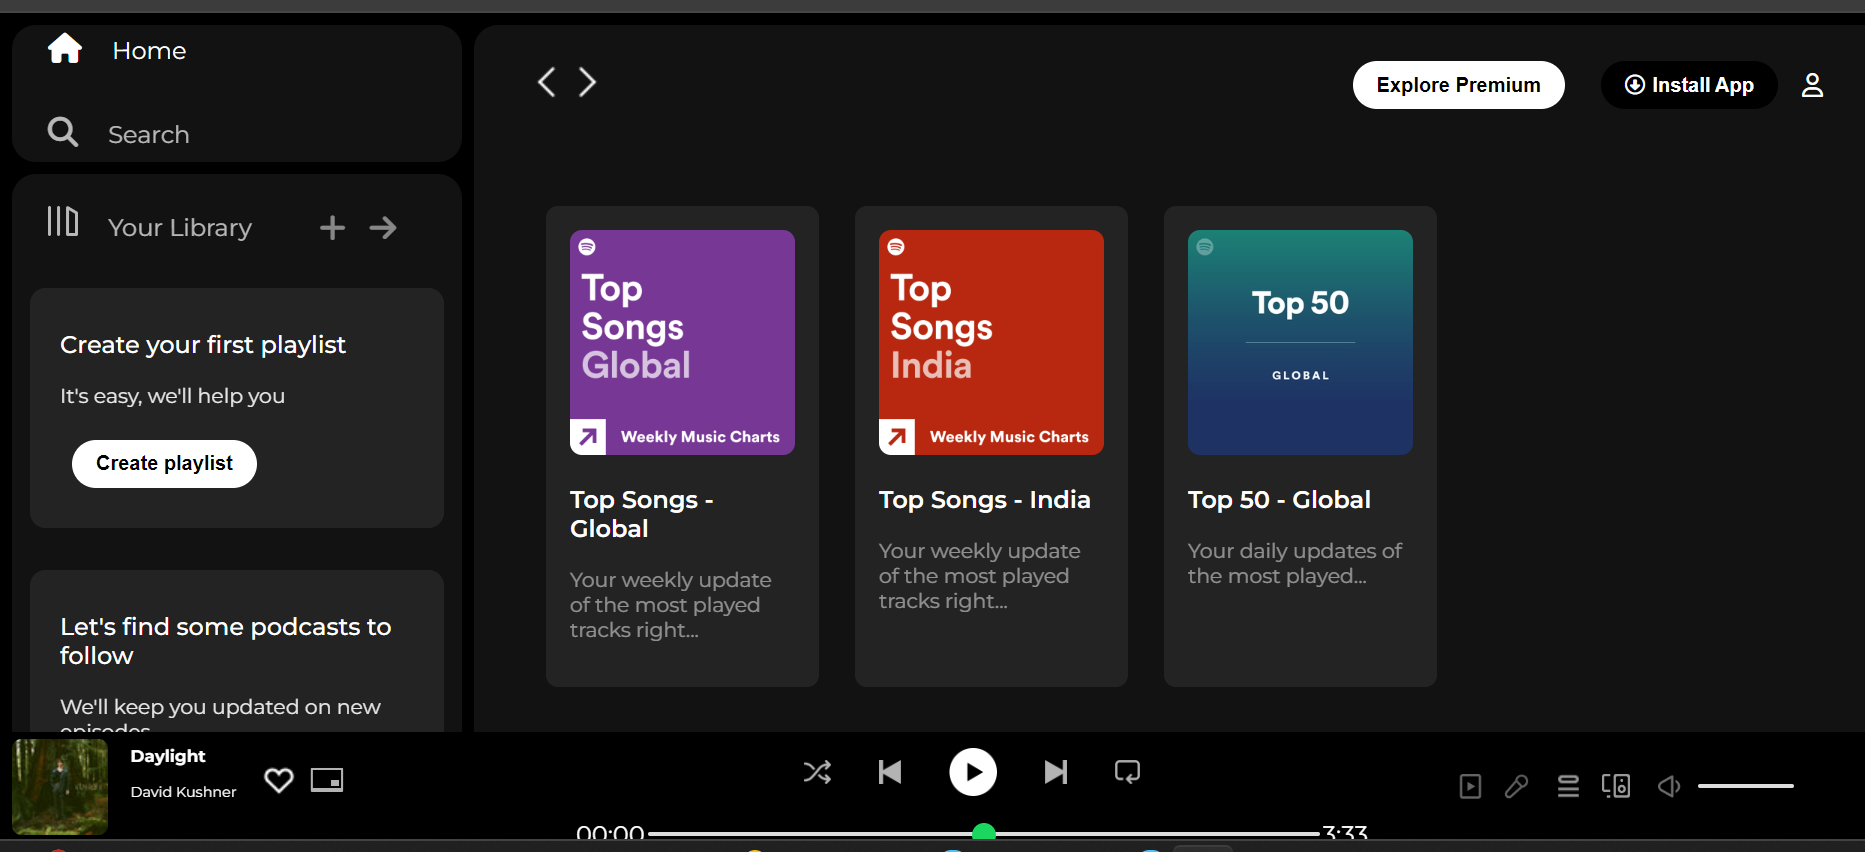 Home
Search
Your Library
Create your first playlist
It's easy, we'll help you
Create playlist
Let's find some podcasts to
follow
We'll keep you updated on new
episodes
Explore Premium
Install App
Top
Songs
Global
Weekly Music Charts
Top Songs -
Global
Your weekly update
of the most played
tracks right...
Top
Songs
India
Weekly Music Charts
Top Songs - India
Your weekly update
of the most played
tracks right...
Top 50
GLOBAL
Top 50 - Global
Your daily updates of
the most played...
Daylight
David Kushner
00:00
3:33